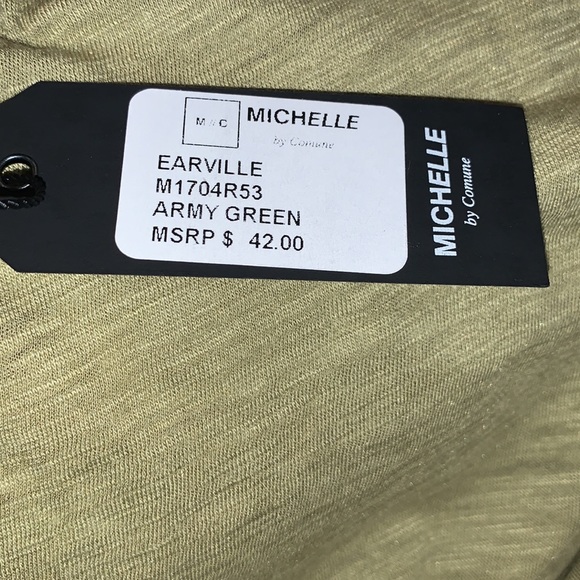 M & C MICHELLE
by Comune
EARVILLE
M1704R53
ARMY GREEN
MSRP $ 42.00
MICHELLE
by Comune